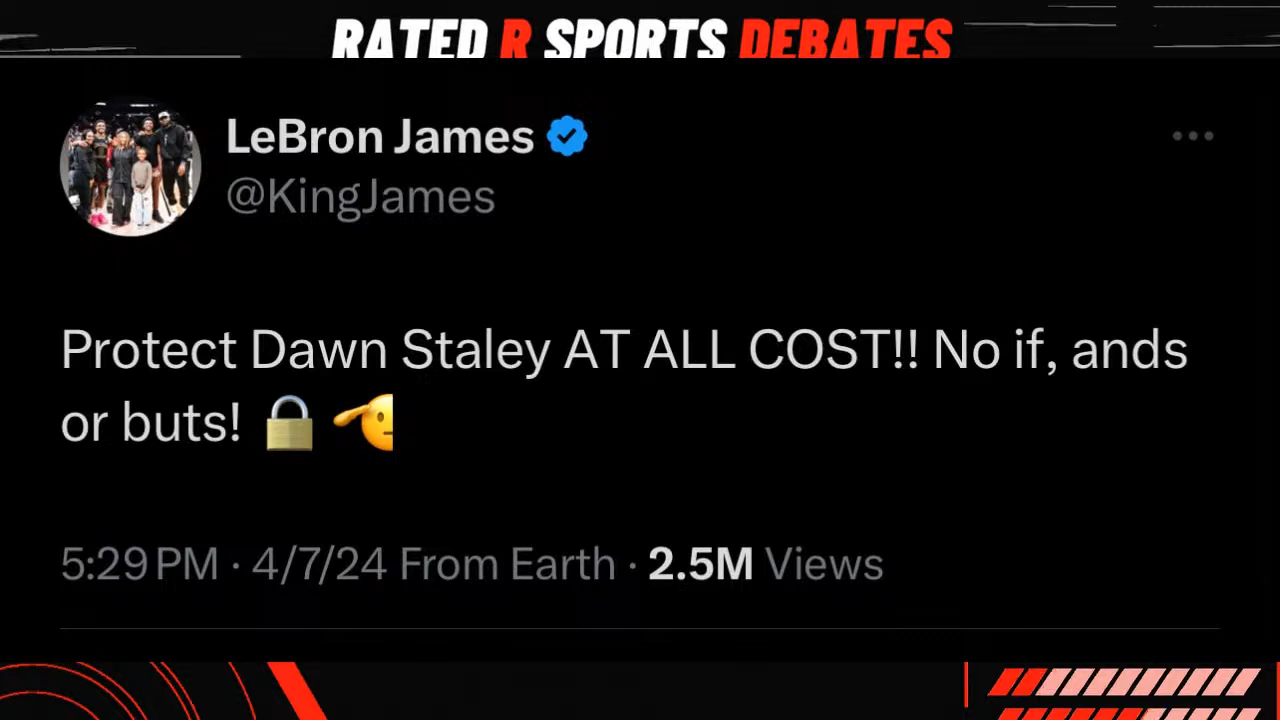 RATED R SPORTS DEBATES
LeBron James
@KingJames
Protect Dawn Staley AT ALL COST!! No if, ands
or buts! 🔒
5:29 PM · 4/7/24 From Earth · 2.5M Views